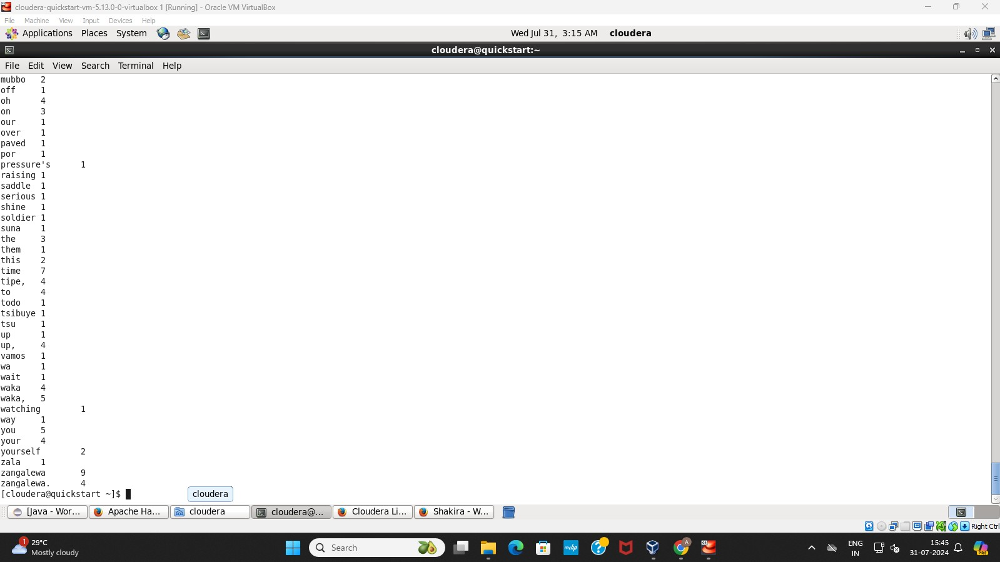 cloudera-quickstart-vm-5.13.0-0-virtualbox 1 [Running] - Oracle VM VirtualBox
File Machine View Input Devices Help
Applications Places System Wed Jul 31, 3:15 AM cloudera
cloudera@quickstart:~
File Edit View Search Terminal Help
mubbo 2
off 1
oh 4
on 3
our 1
over 1
paved 1
por 1
pressure's 1
raising 1
saddle 1
serious 1
shine 1
soldier 1
suna 1
the 3
them 1
this 2
time 7
tipe, 4
to 4
todo 1
tsibuye 1
tsu 1
up 1
up, 4
vamos 1
wa 1
wait 1
waka 4
waka, 5
watching 1
way 1
you 5
your 4
yourself 2
zala 1
zangalewa 9
zangalewa. 4
[cloudera@quickstart ~]$ cloudera
[Java - Wor... Apache Ha... cloudera cloudera@... Cloudera Li... Shakira - W...
Right Ctrl
1 29°C
Mostly cloudy
Search
myhp
A
ENG
IN
15:45
31-07-2024
PRE